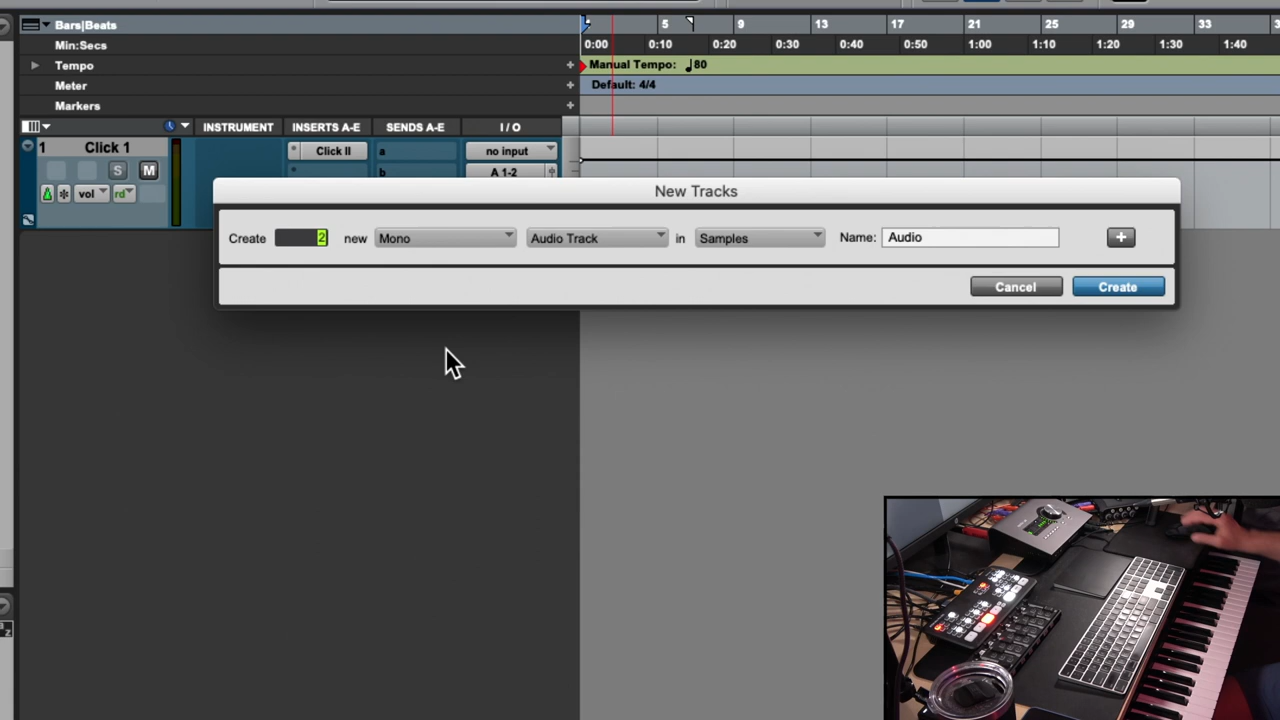 Bars|Beats 5 9 13 17 21 25 29 33
Min:Secs 0:00 0:10 0:20 0:30 0:40 0:50 1:00 1:10 1:20 1:30 1:40
Tempo + Manual Tempo: ♩80
Meter + Default: 4/4
Markers +
INSTRUMENT INSERTS A-E SENDS A-E I / O
1 Click 1 Click II a no input
S M b A 1-2
vol rd
New Tracks
Create 2 new Mono Audio Track in Samples Name: Audio +
Cancel Create